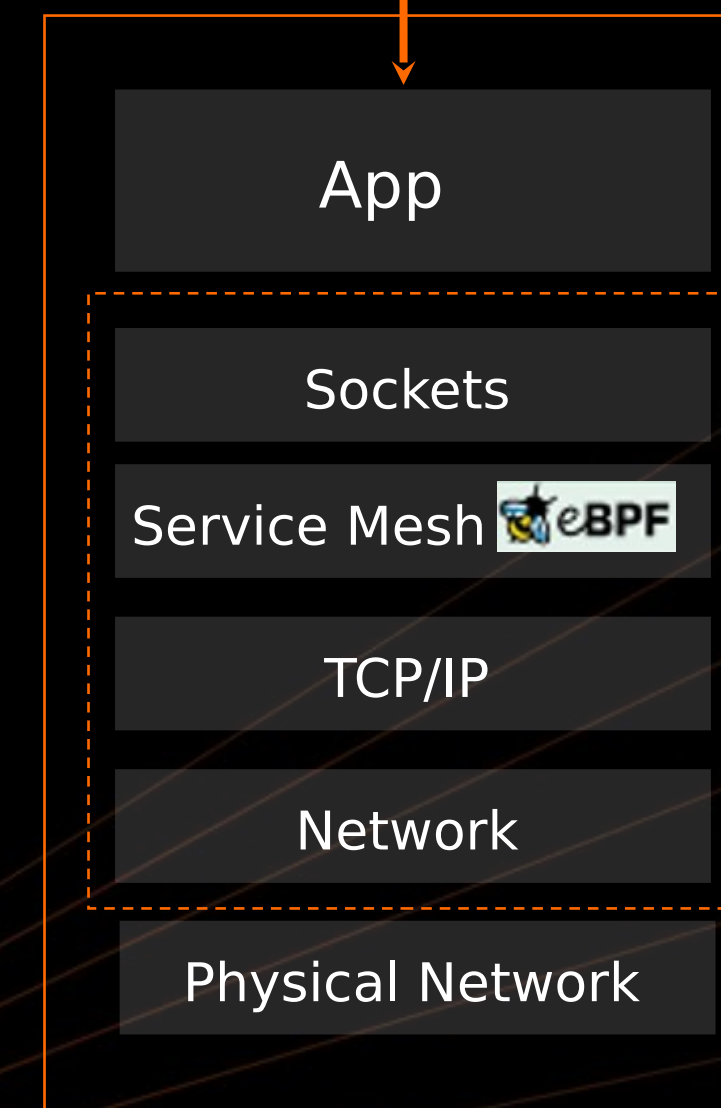 App
Sockets
Service Mesh eBPF
TCP/IP
Network
Physical Network